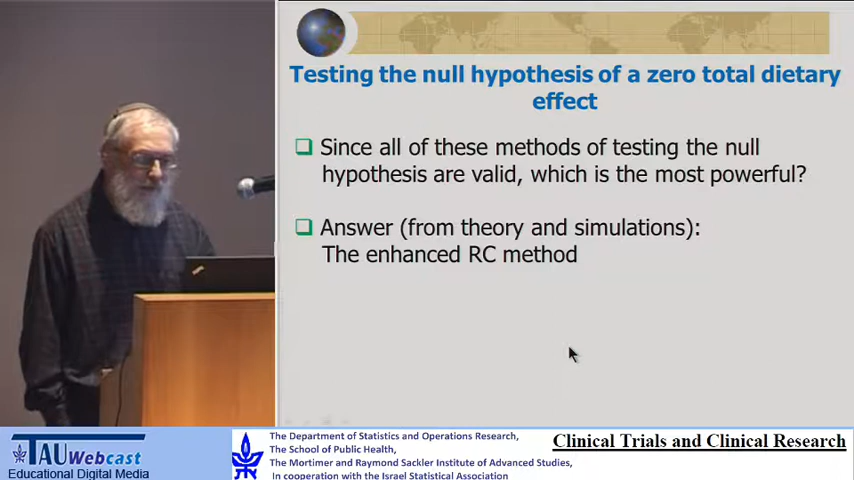 Testing the null hypothesis of a zero total dietary
effect
Since all of these methods of testing the null
hypothesis are valid, which is the most powerful?
Answer (from theory and simulations):
The enhanced RC method
TAU Webcast
Educational Digital Media
The Department of Statistics and Operations Research,
The School of Public Health,
The Mortimer and Raymond Sackler Institute of Advanced Studies,
In cooperation with the Israel Statistical Association
Clinical Trials and Clinical Research